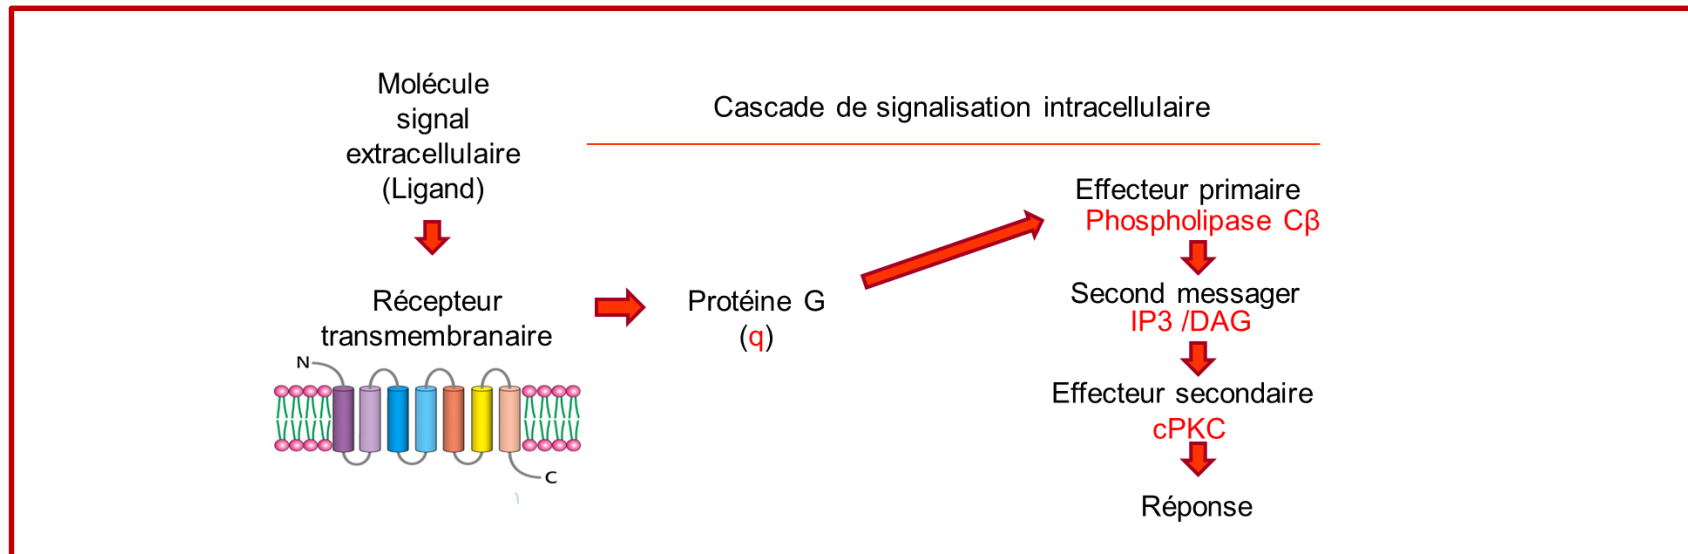 Molécule
signal
extracellulaire
(Ligand)
Cascade de signalisation intracellulaire
Récepteur
transmembranaire
N
C
Protéine G
(q)
Effecteur primaire
Phospholipase Cβ
Second messager
IP3 /DAG
Effecteur secondaire
cPKC
Réponse